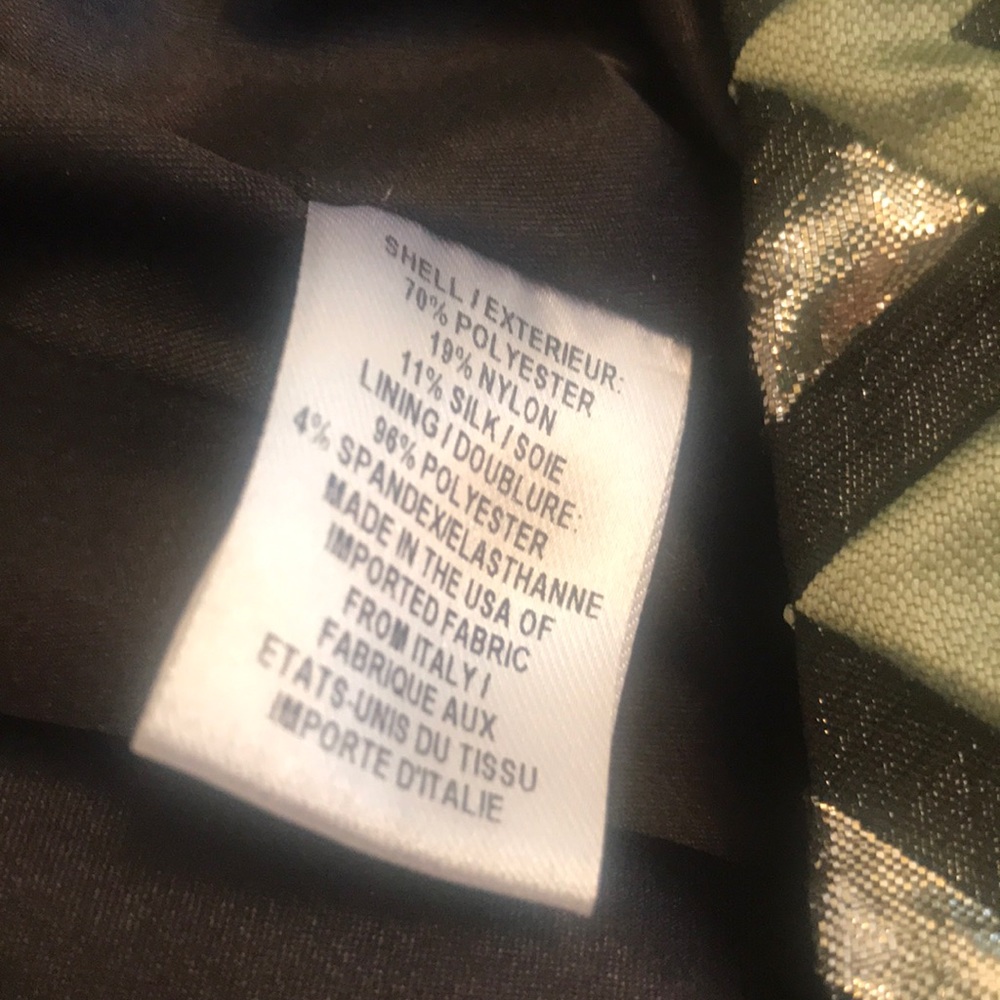 SHELL / EXTERIEUR:
70% POLYESTER
19% NYLON
11% SILK / SOIE
LINING / DOUBLURE:
96% POLYESTER
4% SPANDEX/ELASTHANNE
MADE IN THE USA OF
IMPORTED FABRIC
FROM ITALY /
FABRIQUE AUX
ETATS-UNIS DU TISSU
IMPORTE D'ITALIE